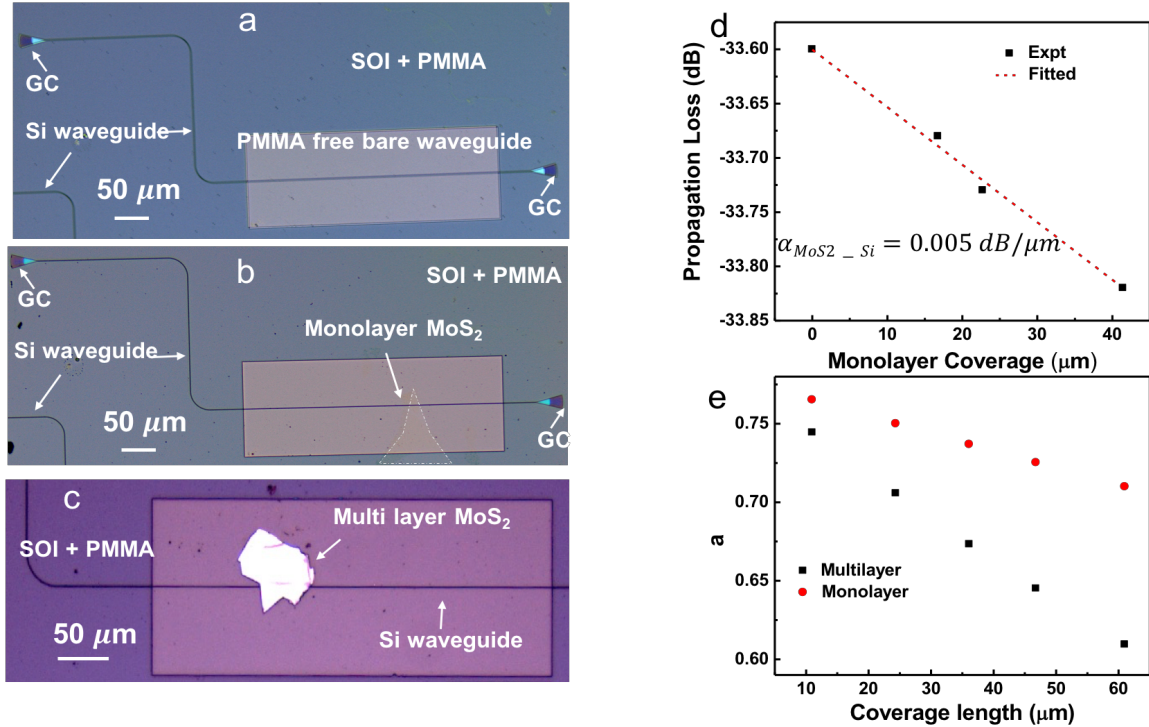 a
SOI + PMMA
GC
Si waveguide
PMMA free bare waveguide
50 μm
GC
b
SOI + PMMA
GC
Monolayer MoS₂
Si waveguide
50 μm
GC
c
Multi layer MoS₂
SOI + PMMA
50 μm
Si waveguide
d
Propagation Loss (dB)
-33.60
-33.65
-33.70
-33.75
-33.80
-33.85
Expt
Fitted
α_MoS2 _ Si = 0.005 dB/μm
0 10 20 30 40
Monolayer Coverage (μm)
e
a
0.75
0.70
0.65
0.60
Multilayer
Monolayer
10 20 30 40 50 60
Coverage length (μm)